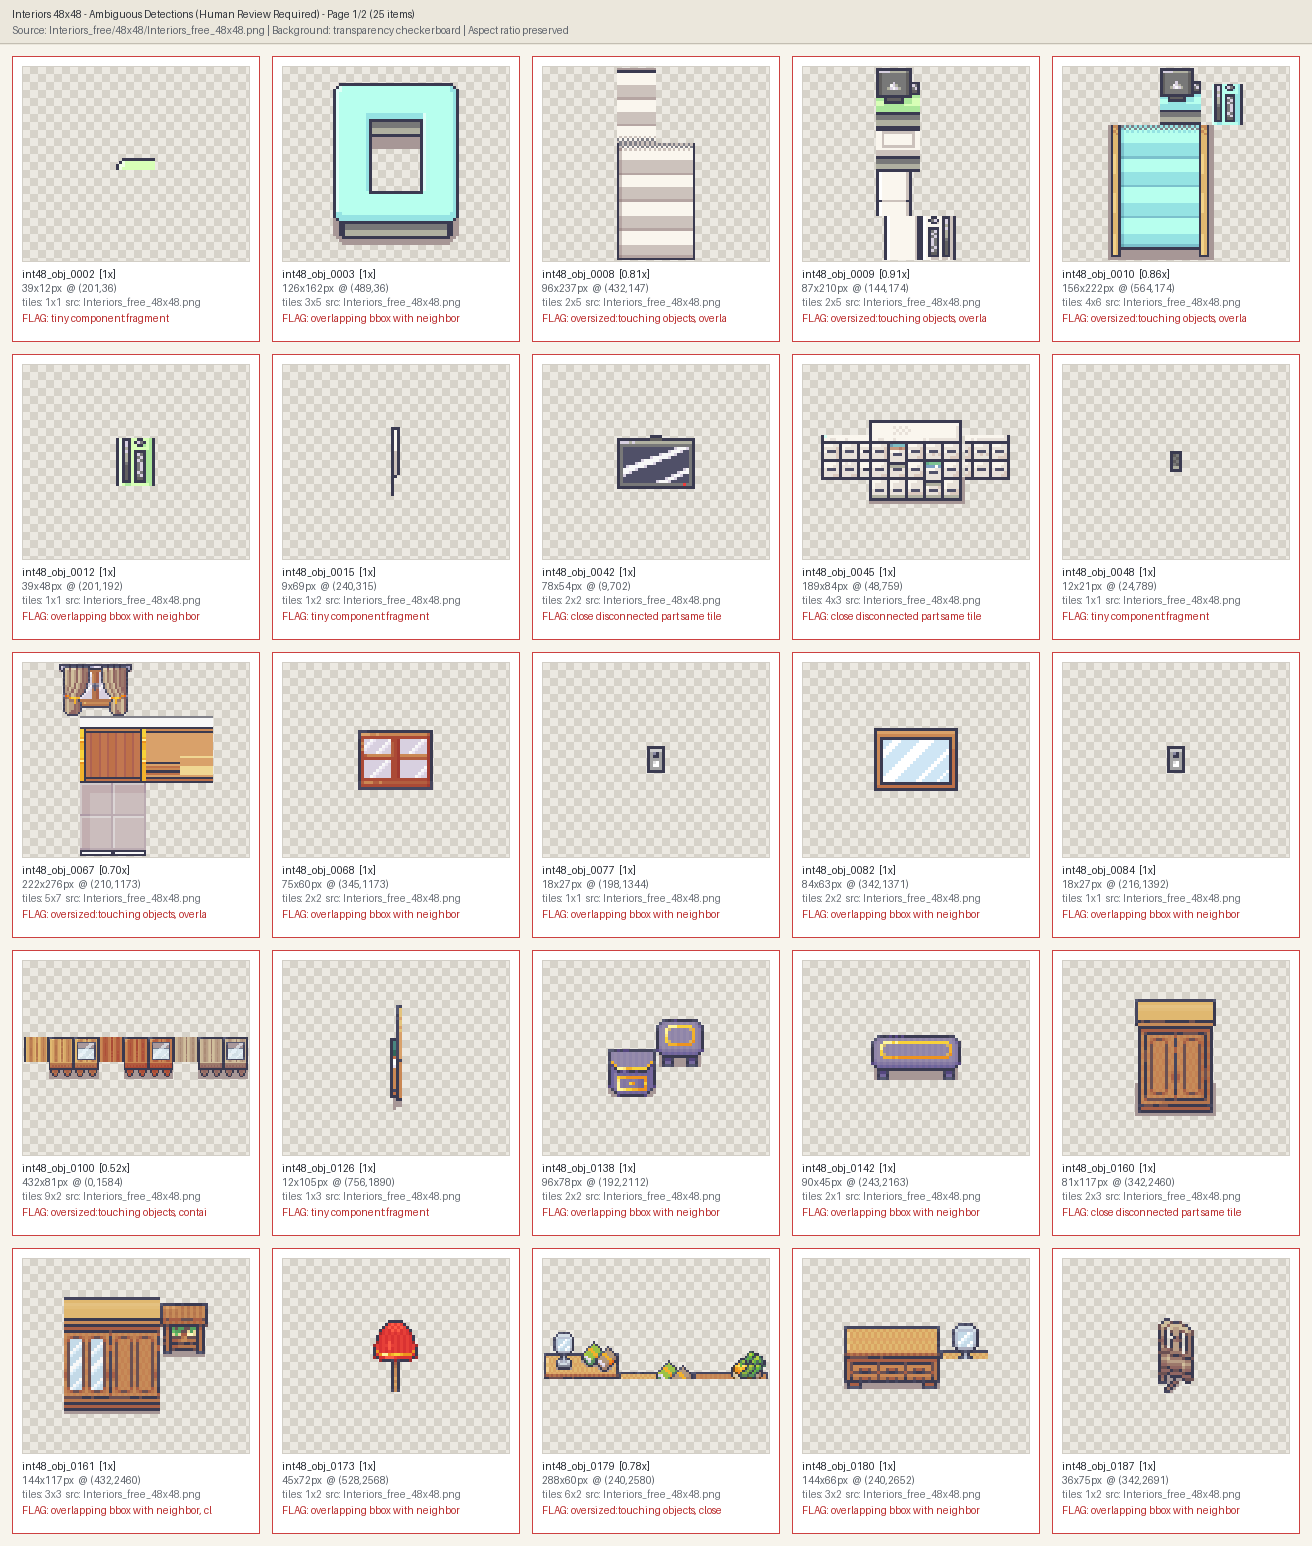 Interiors 48x48 - Ambiguous Detections (Human Review Required) - Page 1/2 (25 items)
Source: Interiors_free/48x48/Interiors_free_48x48.png | Background: transparency checkerboard | Aspect ratio preserved
int48_obj_0002 [1x]
39x12px @ (201,36)
tiles: 1x1 src: Interiors_free_48x48.png
FLAG: tiny component:fragment
int48_obj_0003 [1x]
126x162px @ (489,36)
tiles: 3x5 src: Interiors_free_48x48.png
FLAG: overlapping bbox with neighbor
int48_obj_0008 [0.81x]
96x237px @ (432,147)
tiles: 2x5 src: Interiors_free_48x48.png
FLAG: oversized:touching objects, overla
int48_obj_0009 [0.91x]
87x210px @ (144,174)
tiles: 2x5 src: Interiors_free_48x48.png
FLAG: oversized:touching objects, overla
int48_obj_0010 [0.86x]
156x222px @ (564,174)
tiles: 4x6 src: Interiors_free_48x48.png
FLAG: oversized:touching objects, overla
int48_obj_0012 [1x]
39x48px @ (201,192)
tiles: 1x1 src: Interiors_free_48x48.png
FLAG: overlapping bbox with neighbor
int48_obj_0015 [1x]
9x69px @ (240,315)
tiles: 1x2 src: Interiors_free_48x48.png
FLAG: tiny component:fragment
int48_obj_0042 [1x]
78x54px @ (9,702)
tiles: 2x2 src: Interiors_free_48x48.png
FLAG: close disconnected part:same tile
int48_obj_0045 [1x]
189x84px @ (48,759)
tiles: 4x3 src: Interiors_free_48x48.png
FLAG: close disconnected part:same tile
int48_obj_0048 [1x]
12x21px @ (24,789)
tiles: 1x1 src: Interiors_free_48x48.png
FLAG: tiny component:fragment
int48_obj_0067 [0.70x]
222x276px @ (210,1173)
tiles: 5x7 src: Interiors_free_48x48.png
FLAG: oversized:touching objects, overla
int48_obj_0068 [1x]
75x60px @ (345,1173)
tiles: 2x2 src: Interiors_free_48x48.png
FLAG: overlapping bbox with neighbor
int48_obj_0077 [1x]
18x27px @ (198,1344)
tiles: 1x1 src: Interiors_free_48x48.png
FLAG: overlapping bbox with neighbor
int48_obj_0082 [1x]
84x63px @ (342,1371)
tiles: 2x2 src: Interiors_free_48x48.png
FLAG: overlapping bbox with neighbor
int48_obj_0084 [1x]
18x27px @ (216,1392)
tiles: 1x1 src: Interiors_free_48x48.png
FLAG: overlapping bbox with neighbor
int48_obj_0100 [0.52x]
432x81px @ (0,1584)
tiles: 9x2 src: Interiors_free_48x48.png
FLAG: oversized:touching objects, contai
int48_obj_0126 [1x]
12x105px @ (756,1890)
tiles: 1x3 src: Interiors_free_48x48.png
FLAG: tiny component:fragment
int48_obj_0138 [1x]
96x78px @ (192,2112)
tiles: 2x2 src: Interiors_free_48x48.png
FLAG: overlapping bbox with neighbor
int48_obj_0142 [1x]
90x45px @ (243,2163)
tiles: 2x1 src: Interiors_free_48x48.png
FLAG: overlapping bbox with neighbor
int48_obj_0160 [1x]
81x117px @ (342,2460)
tiles: 2x3 src: Interiors_free_48x48.png
FLAG: close disconnected part:same tile
int48_obj_0161 [1x]
144x117px @ (432,2460)
tiles: 3x3 src: Interiors_free_48x48.png
FLAG: overlapping bbox with neighbor, cl
int48_obj_0173 [1x]
45x72px @ (528,2568)
tiles: 1x2 src: Interiors_free_48x48.png
FLAG: overlapping bbox with neighbor
int48_obj_0179 [0.78x]
288x60px @ (240,2580)
tiles: 6x2 src: Interiors_free_48x48.png
FLAG: oversized:touching objects, close
int48_obj_0180 [1x]
144x66px @ (240,2652)
tiles: 3x2 src: Interiors_free_48x48.png
FLAG: overlapping bbox with neighbor
int48_obj_0187 [1x]
36x75px @ (342,2691)
tiles: 1x2 src: Interiors_free_48x48.png
FLAG: overlapping bbox with neighbor